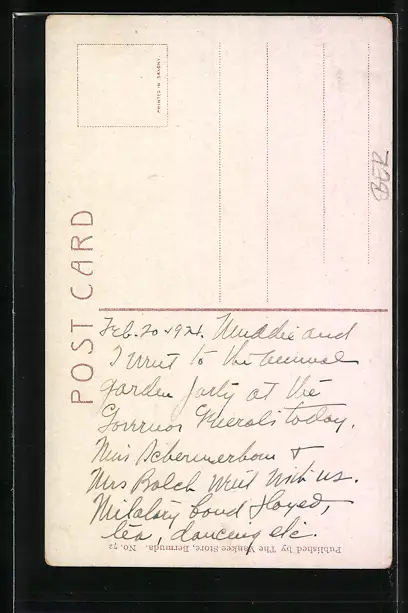 POST CARD
PRINTED IN SAXONY.
BER
Feb. 20 1924. Muddie and
I went to the annual
garden party at the
Governor Generals today.
Miss Schermerhorn +
Mrs Balch went with us.
Military band played,
tea, dancing etc.
Published by The Yankee Store, Bermuda. No. 72